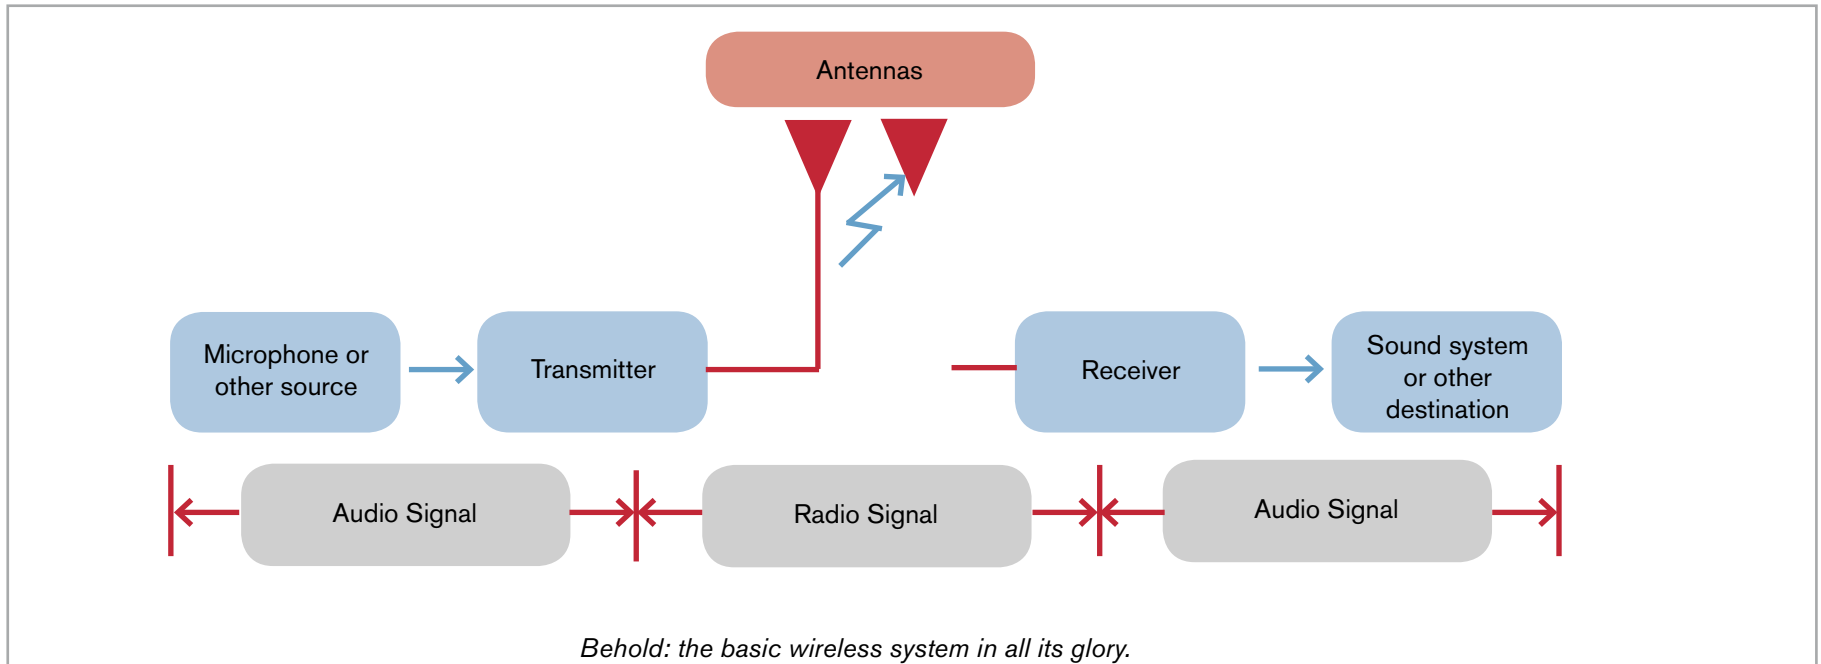 Antennas
Microphone or
other source
Transmitter
Receiver
Sound system
or other
destination
Audio Signal
Radio Signal
Audio Signal
Behold: the basic wireless system in all its glory.